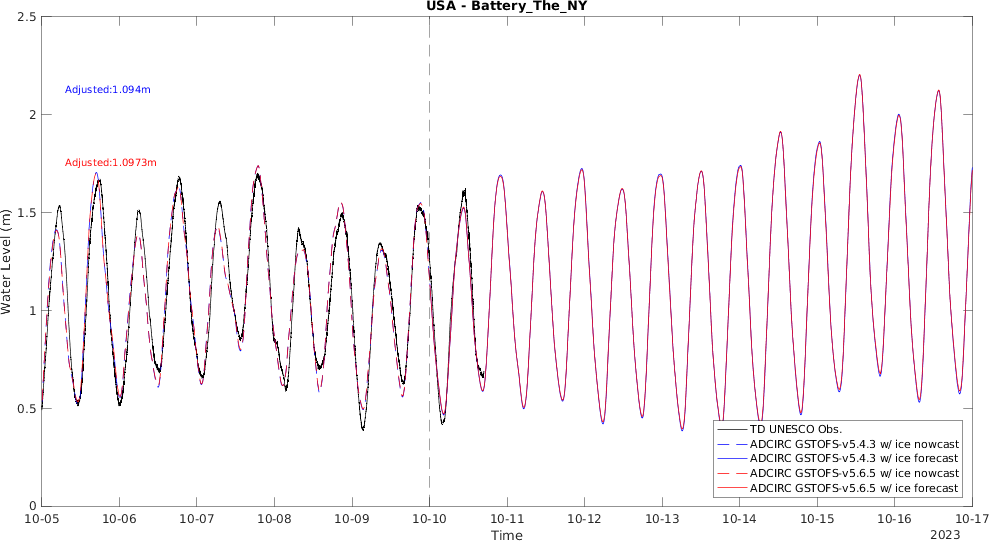 USA - Battery_The_NY
2.5
2
1.5
1
0.5
0
Water Level (m)
Adjusted:1.094m
Adjusted:1.0973m
TD UNESCO Obs.
ADCIRC GSTOFS-v5.4.3 w/ ice nowcast
ADCIRC GSTOFS-v5.4.3 w/ ice forecast
ADCIRC GSTOFS-v5.6.5 w/ ice nowcast
ADCIRC GSTOFS-v5.6.5 w/ ice forecast
10-05 10-06 10-07 10-08 10-09 10-10 10-11 10-12 10-13 10-14 10-15 10-16 10-17
Time
2023